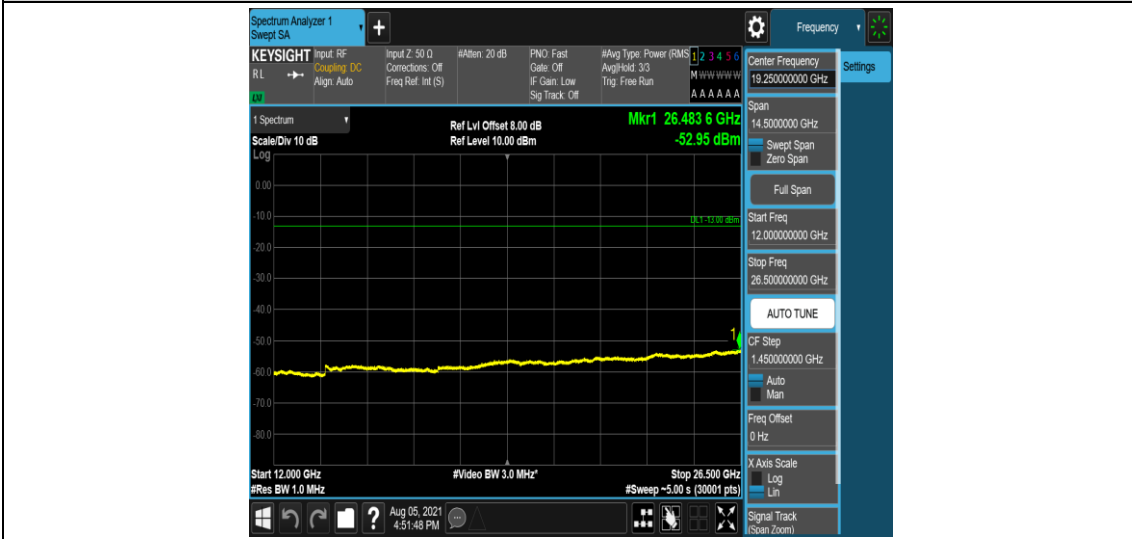 Spectrum Analyzer 1
Swept SA
Frequency
KEYSIGHT
RL
LXI
Input: RF
Coupling: DC
Align: Auto
Input Z: 50 Ω
Corrections: Off
Freq Ref: Int (S)
#Atten: 20 dB
PNO: Fast
Gate: Off
IF Gain: Low
Sig Track: Off
#Avg Type: Power (RMS
Avg|Hold: 3/3
Trig: Free Run
1 2 3 4 5 6
M W W W W W
A A A A A A
1 Spectrum
Scale/Div 10 dB
Ref Lvl Offset 8.00 dB
Ref Level 10.00 dBm
Mkr1 26.483 6 GHz
-52.95 dBm
Log
0.00
-10.0
DL1 -13.00 dBm
-20.0
-30.0
-40.0
1
-50.0
-60.0
-70.0
-80.0
Start 12.000 GHz
#Res BW 1.0 MHz
#Video BW 3.0 MHz*
Stop 26.500 GHz
#Sweep ~5.00 s (30001 pts)
Center Frequency
19.250000000 GHz
Settings
Span
14.5000000 GHz
Swept Span
Zero Span
Full Span
Start Freq
12.000000000 GHz
Stop Freq
26.500000000 GHz
AUTO TUNE
CF Step
1.450000000 GHz
Auto
Man
Freq Offset
0 Hz
X Axis Scale
Log
Lin
Signal Track
(Span Zoom)
?
Aug 05, 2021
4:51:48 PM